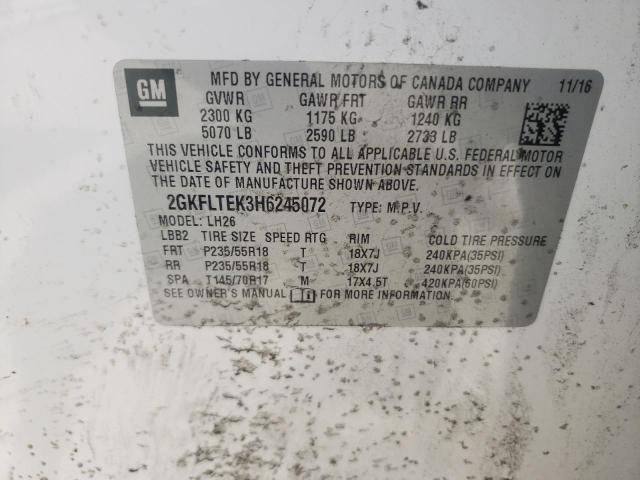 GM
MFD BY GENERAL MOTORS OF CANADA COMPANY 11/16
GVWR GAWR FRT GAWR RR
2300 KG 1175 KG 1240 KG
5070 LB 2590 LB 2733 LB
THIS VEHICLE CONFORMS TO ALL APPLICABLE U.S. FEDERAL MOTOR
VEHICLE SAFETY AND THEFT PREVENTION STANDARDS IN EFFECT ON
THE DATE OF MANUFACTURE SHOWN ABOVE.
2GKFLTEK3H6245072 TYPE: M.P.V.
MODEL: LH26
LBB2 TIRE SIZE SPEED RTG RIM COLD TIRE PRESSURE
FRT P235/55R18 T 18X7J 240KPA(35PSI)
RR P235/55R18 T 18X7J 240KPA(35PSI)
SPA T145/70R17 M 17X4.5T 420KPA(60PSI)
SEE OWNER'S MANUAL FOR MORE INFORMATION.